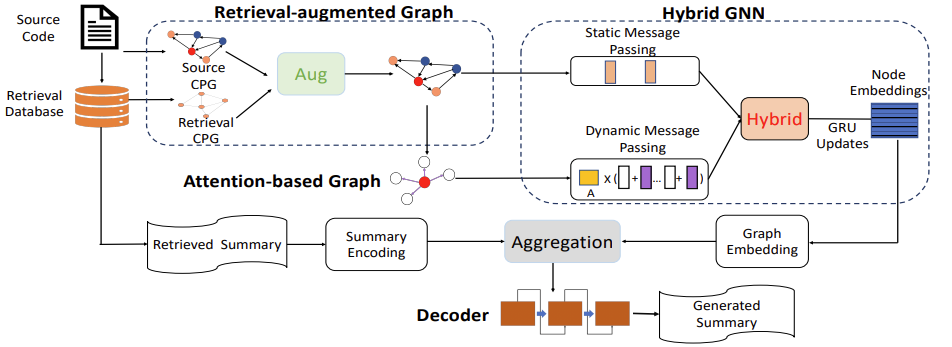 Retrieval-augmented Graph
Hybrid GNN
Source
Code
Static Message
Passing
Source
CPG
Aug
Node
Embeddings
Retrieval
Database
Retrieval
CPG
Hybrid
GRU
Updates
Dynamic Message
Passing
Attention-based Graph
X ( + ... + )
A
Retrieved Summary
Summary
Encoding
Aggregation
Graph
Embedding
Decoder
Generated
Summary